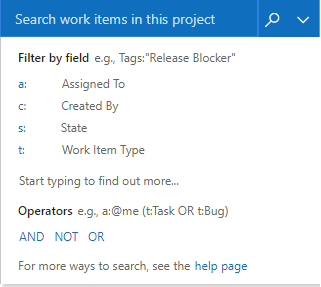 Search work items in this project
Filter by field e.g., Tags:"Release Blocker"
a: Assigned To
c: Created By
s: State
t: Work Item Type
Start typing to find out more...
Operators e.g., a:@me (t:Task OR t:Bug)
AND NOT OR
For more ways to search, see the help page